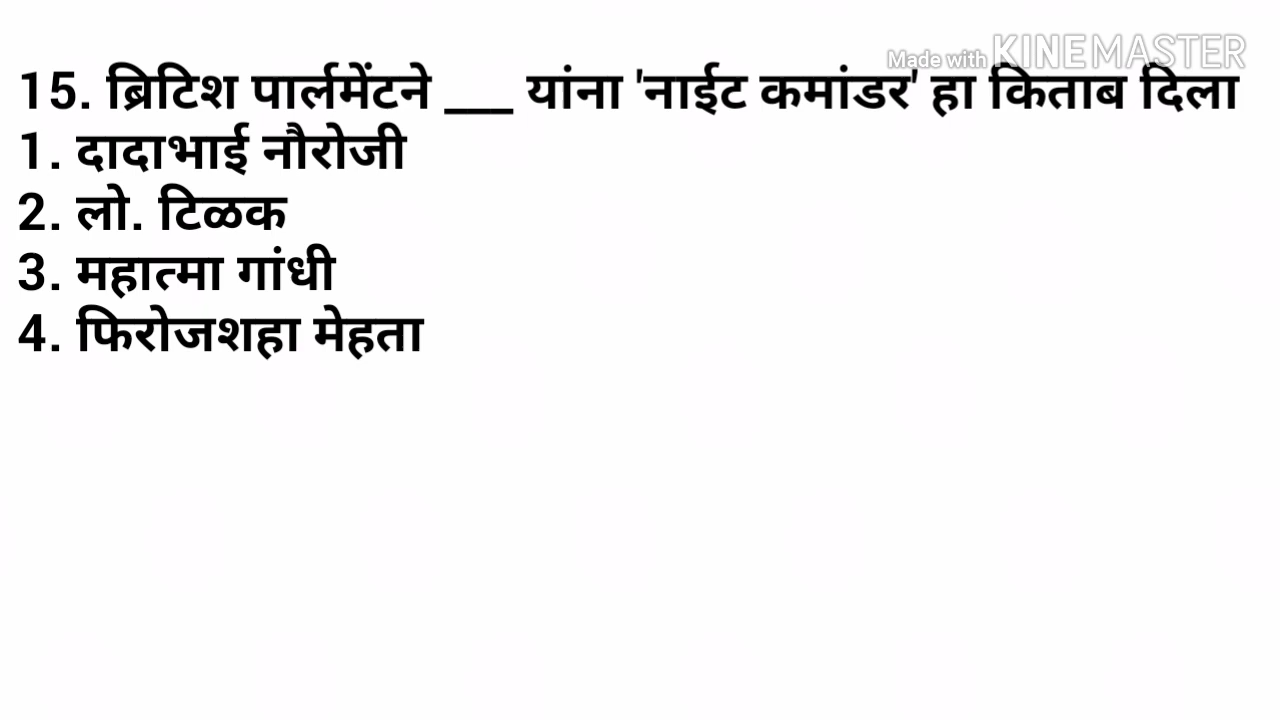 Made with KINEMASTER
15. ब्रिटिश पार्लमेंटने ___ यांना 'नाईट कमांडर' हा किताब दिला
1. दादाभाई नौरोजी
2. लो. टिळक
3. महात्मा गांधी
4. फिरोजशहा मेहता